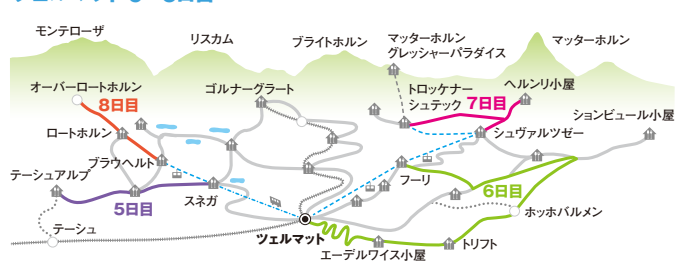 モンテローザ
リスカム
ブライトホルン
マッターホルン
グレッシャーパラダイス
マッターホルン
オーバーロートホルン
ゴルナーグラート
トロッケナー
シュテック
ヘルンリ小屋
8日目
7日目
ションビュール小屋
ロートホルン
シュヴァルツゼー
ブラウヘルト
テーシュアルプ
フーリ
6日目
5日目
スネガ
ホッホバルメン
テーシュ
ツェルマット
トリフト
エーデルワイス小屋